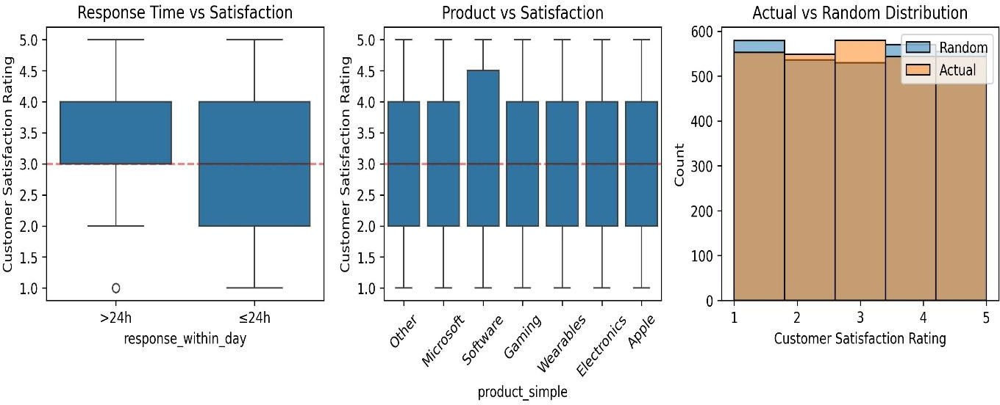 Response Time vs Satisfaction
Customer Satisfaction Rating
5.0
4.5
4.0
3.5
3.0
2.5
2.0
1.5
1.0
>24h
≤24h
response_within_day
Product vs Satisfaction
Customer Satisfaction Rating
5.0
4.5
4.0
3.5
3.0
2.5
2.0
1.5
1.0
Other
Microsoft
Software
Gaming
Wearables
Electronics
Apple
product_simple
Actual vs Random Distribution
Count
600
500
400
300
200
100
0
Random
Actual
1
2
3
4
5
Customer Satisfaction Rating